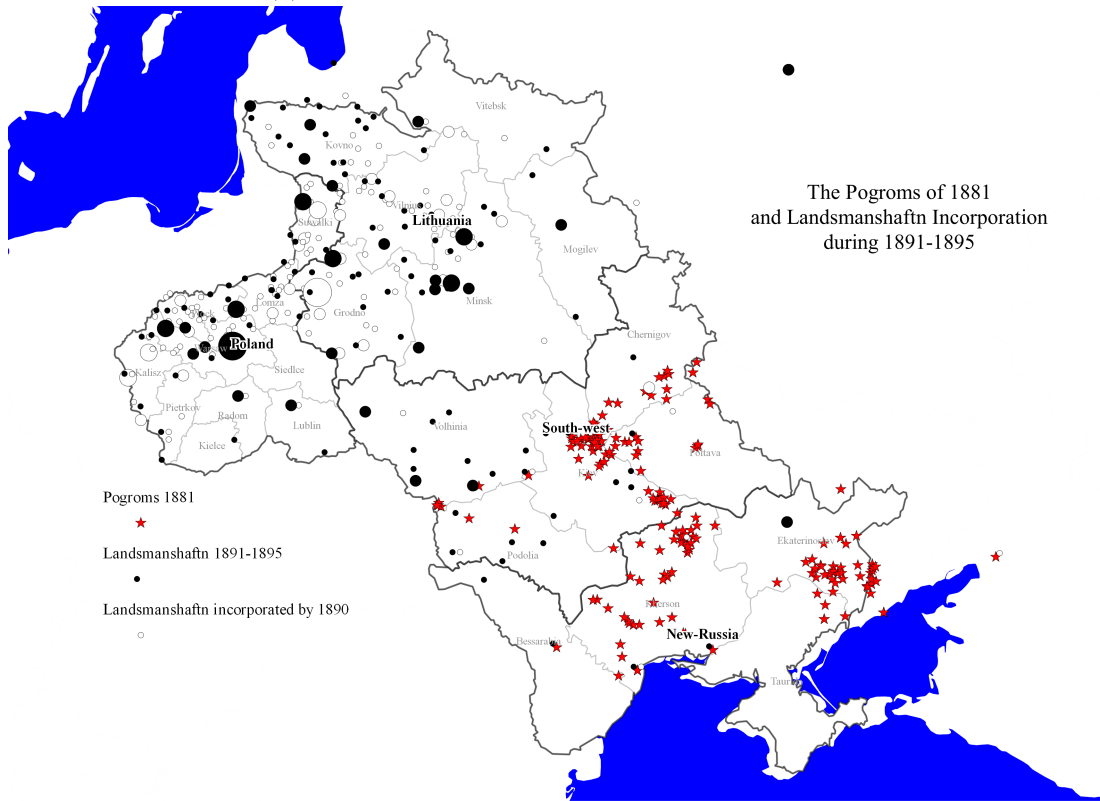 Vitebsk
The Pogroms of 1881
and Landsmanshaftn Incorporation
during 1891-1895
Kovno
Vilnius
Suvalki
Lithuania
Mogilev
Minsk
Lomza
Grodno
Chernigov
Poland
Kalisz
Siedlce
Pietrkov
Radom
Lublin
Kielce
Volhinia
South-west
Poltava
Pogroms 1881
Landsmanshaftn 1891-1895
Podolia
Ekaterinoslav
Landsmanshaftn incorporated by 1890
Kherson
New-Russia
Bessarabia